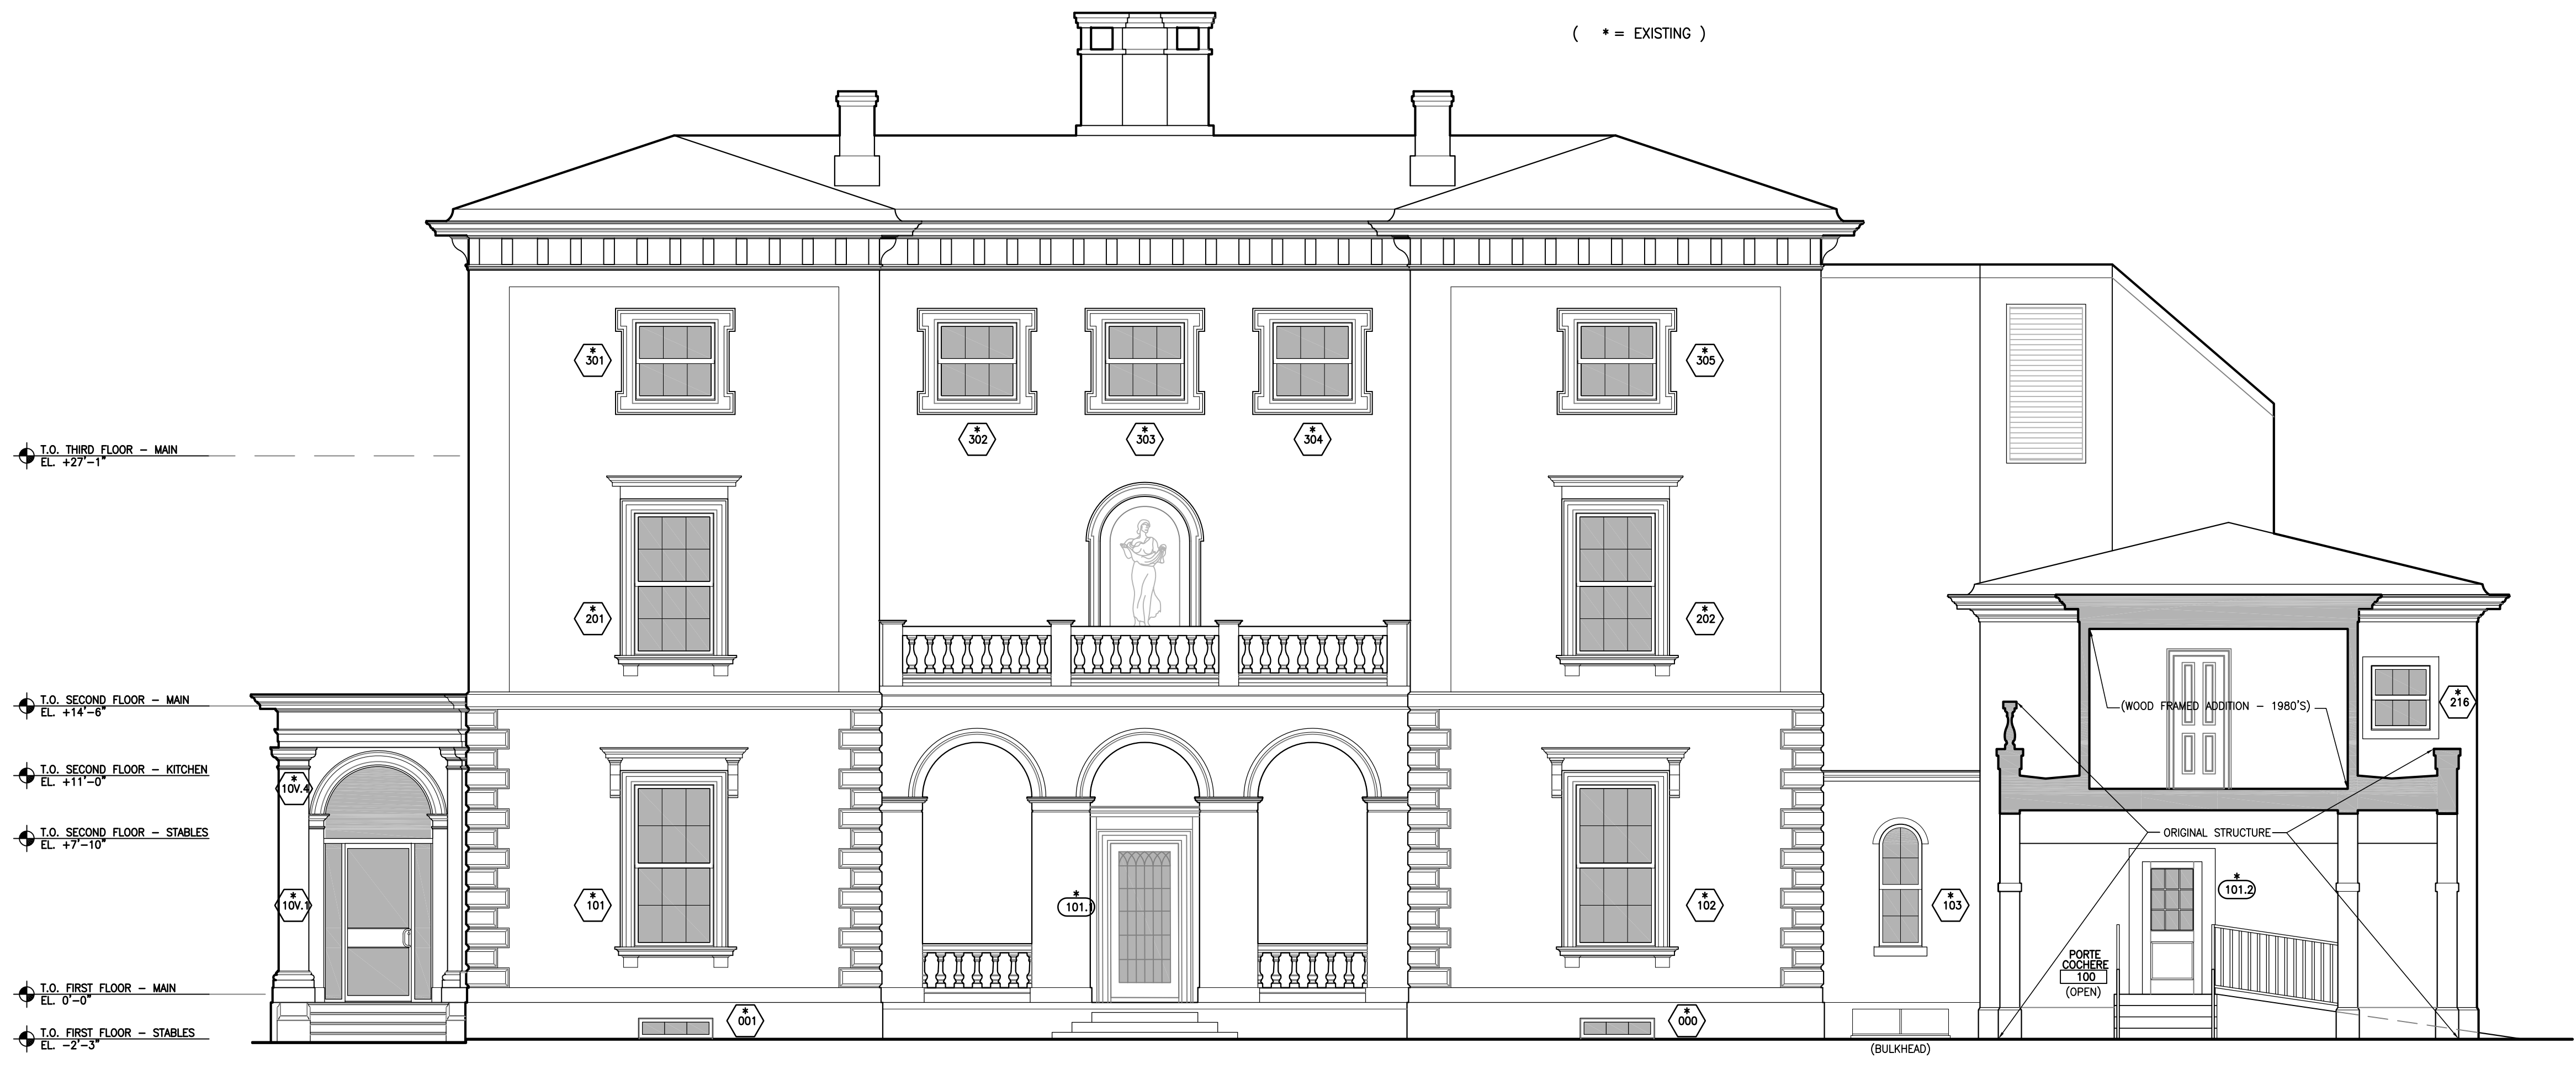 ( * = EXISTING )
*
301
*
305
*
302
*
303
*
304
T.O. THIRD FLOOR – MAIN
EL. +27'–1"
*
201
*
202
T.O. SECOND FLOOR – MAIN
EL. +14'–6"
(WOOD FRAMED ADDITION – 1980'S)
*
216
T.O. SECOND FLOOR – KITCHEN
EL. +11'–0"
*
10V.4
T.O. SECOND FLOOR – STABLES
EL. +7'–10"
ORIGINAL STRUCTURE
*
10V.1
*
101
*
101.1
*
102
*
103
*
101.2
PORTE
COCHERE
100
(OPEN)
T.O. FIRST FLOOR – MAIN
EL. 0'–0"
*
001
*
000
T.O. FIRST FLOOR – STABLES
EL. –2'–3"
(BULKHEAD)